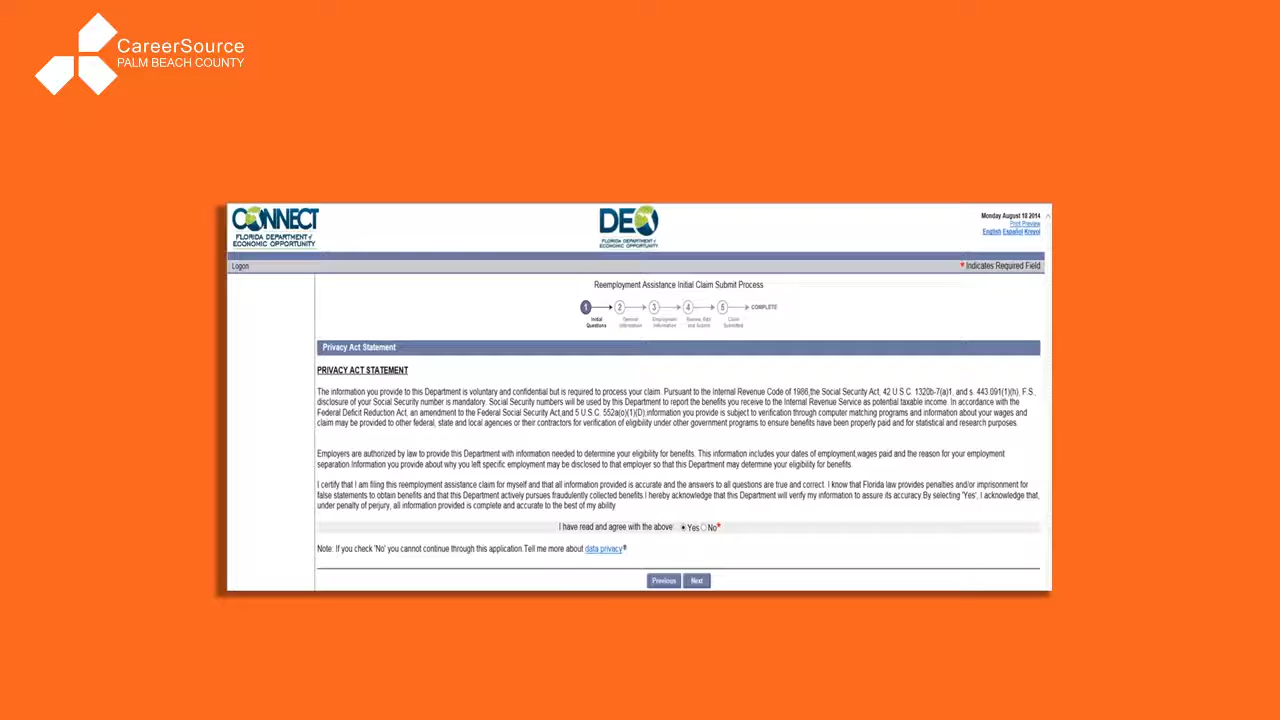 CareerSource
PALM BEACH COUNTY
CONNECT
FLORIDA DEPARTMENT of
ECONOMIC OPPORTUNITY
DEO
FLORIDA DEPARTMENT of
ECONOMIC OPPORTUNITY
Monday August 18 2014
Print Preview
English Español Kreyol
Logon
* Indicates Required Field
Reemployment Assistance Initial Claim Submit Process
1 2 3 4 5 COMPLETE
Initial Questions
General Information
Employment Information
Review, Edit and Submit
Claim Submitted
Privacy Act Statement
PRIVACY ACT STATEMENT
The information you provide to this Department is voluntary and confidential but is required to process your claim. Pursuant to the Internal Revenue Code of 1986,the Social Security Act, 42 U.S.C. 1320b-7(a)1, and s. 443.091(1)(h), F.S.,
disclosure of your Social Security number is mandatory. Social Security numbers will be used by this Department to report the benefits you receive to the Internal Revenue Service as potential taxable income. In accordance with the
Federal Deficit Reduction Act, an amendment to the Federal Social Security Act,and 5 U.S.C. 552a(o)(1)(D),information you provide is subject to verification through computer matching programs and information about your wages and
claim may be provided to other federal, state and local agencies or their contractors for verification of eligibility under other government programs to ensure benefits have been properly paid and for statistical and research purposes.
Employers are authorized by law to provide this Department with information needed to determine your eligibility for benefits. This information includes your dates of employment,wages paid and the reason for your employment
separation.Information you provide about why you left specific employment may be disclosed to that employer so that this Department may determine your eligibility for benefits.
I certify that I am filing this reemployment assistance claim for myself and that all information provided is accurate and the answers to all questions are true and correct. I know that Florida law provides penalties and/or imprisonment for
false statements to obtain benefits and that this Department actively pursues fraudulently collected benefits.I hereby acknowledge that this Department will verify my information to assure its accuracy.By selecting 'Yes', I acknowledge that,
under penalty of perjury, all information provided is complete and accurate to the best of my ability
I have read and agree with the above Yes No*
Note: If you check 'No' you cannot continue through this application.Tell me more about data privacy
Previous Next